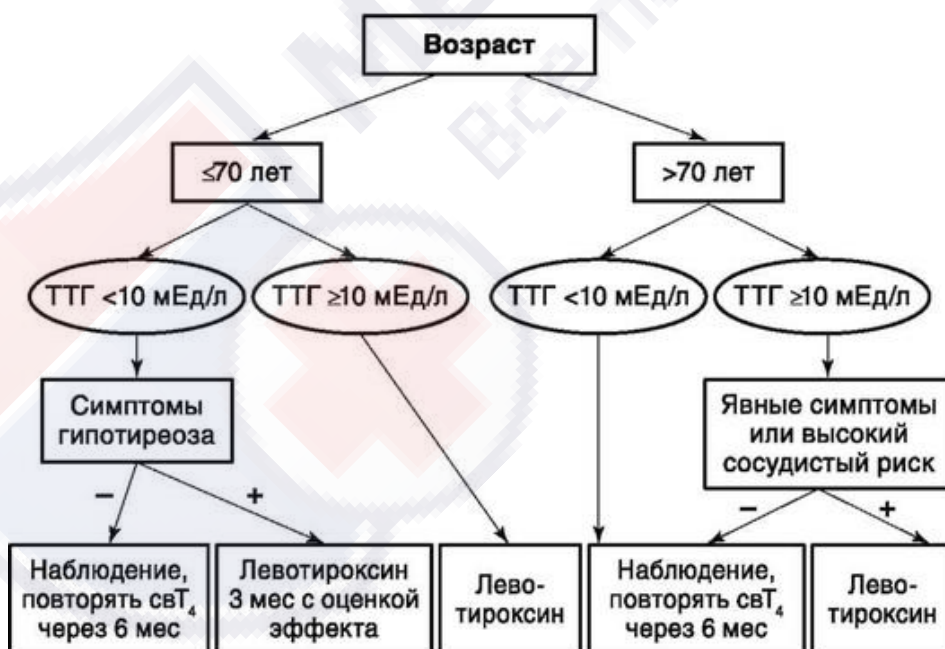 Возраст
≤70 лет
>70 лет
ТТГ <10 мЕд/л
ТТГ ≥10 мЕд/л
ТТГ <10 мЕд/л
ТТГ ≥10 мЕд/л
Симптомы
гипотиреоза
Явные симптомы
или высокий
сосудистый риск
–
+
–
+
Наблюдение,
повторять свТ₄
через 6 мес
Левотироксин
3 мес с оценкой
эффекта
Лево-
тироксин
Наблюдение,
повторять свТ₄
через 6 мес
Лево-
тироксин